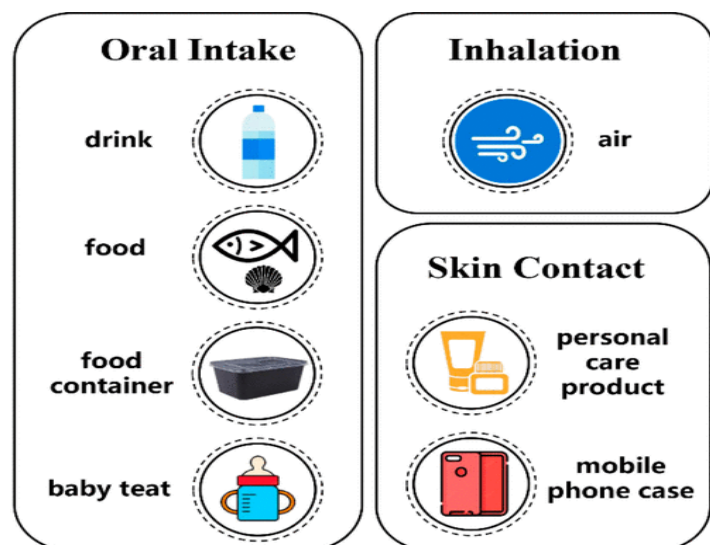 Oral Intake
drink
food
food
container
baby teat
Inhalation
air
Skin Contact
personal
care
product
mobile
phone case